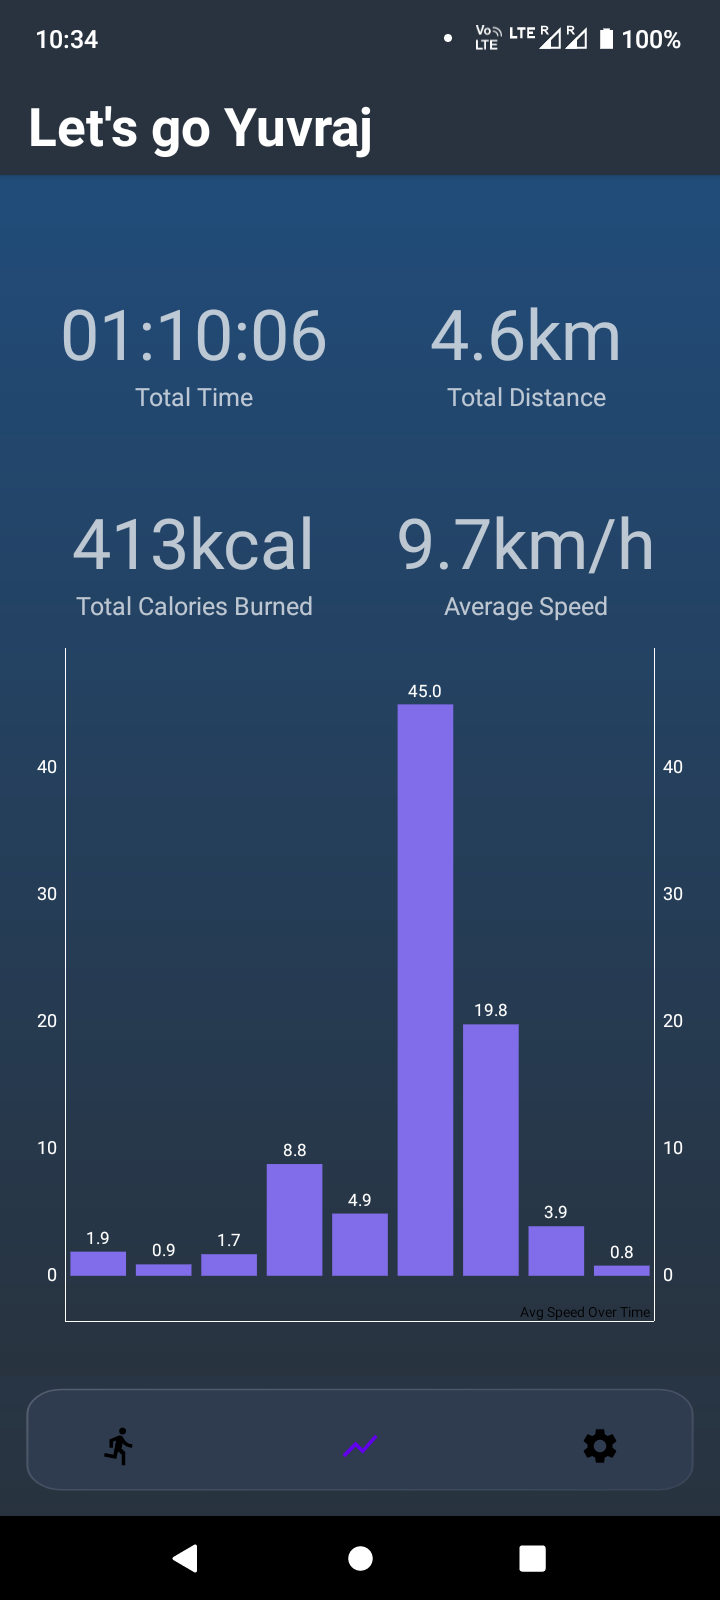 10:34 Vo LTE LTE R R 100%
Let's go Yuvraj
01:10:06 4.6km
Total Time Total Distance
413kcal 9.7km/h
Total Calories Burned Average Speed
45.0
40 40
30 30
20 20
19.8
10 10
8.8
4.9
3.9
1.9 0.9 1.7 0.8
0 0
Avg Speed Over Time